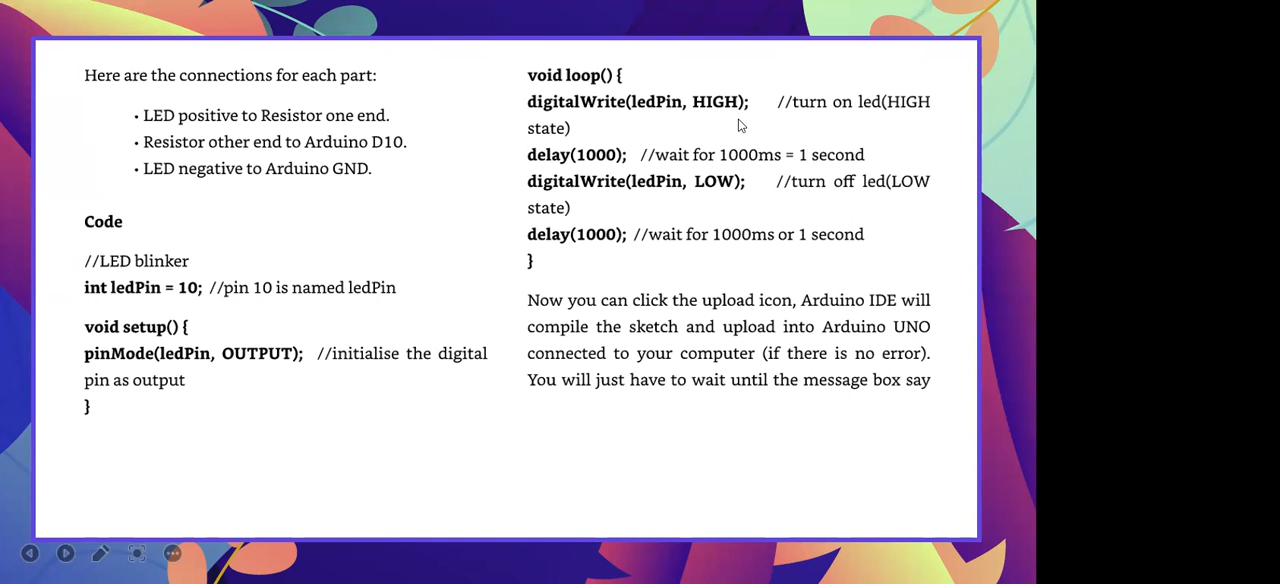 Here are the connections for each part:
• LED positive to Resistor one end.
• Resistor other end to Arduino D10.
• LED negative to Arduino GND.
Code
//LED blinker
int ledPin = 10; //pin 10 is named ledPin
void setup() {
pinMode(ledPin, OUTPUT); //initialise the digital
pin as output
}
void loop() {
digitalWrite(ledPin, HIGH); //turn on led(HIGH
state)
delay(1000); //wait for 1000ms = 1 second
digitalWrite(ledPin, LOW); //turn off led(LOW
state)
delay(1000); //wait for 1000ms or 1 second
}
Now you can click the upload icon, Arduino IDE will
compile the sketch and upload into Arduino UNO
connected to your computer (if there is no error).
You will just have to wait until the message box say